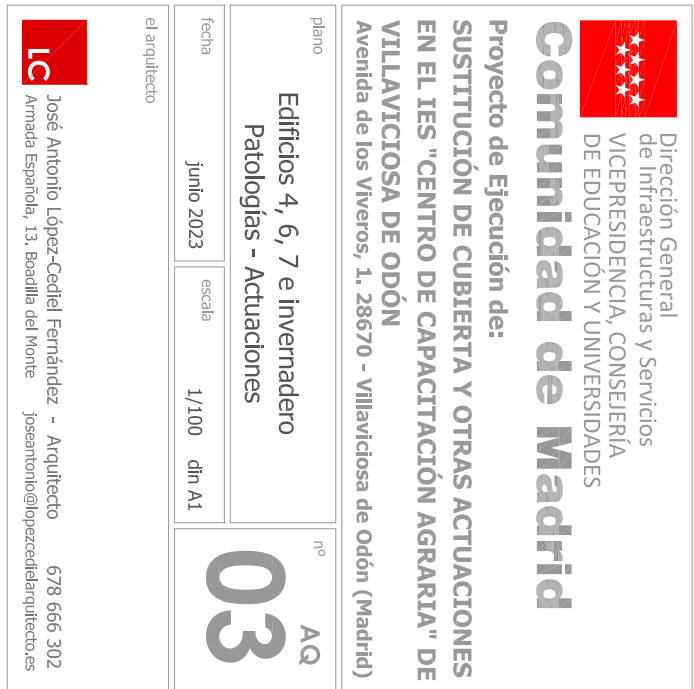 Dirección General
de Infraestructuras y Servicios
VICEPRESIDENCIA, CONSEJERÍA
DE EDUCACIÓN Y UNIVERSIDADES
Comunidad de Madrid
Proyecto de Ejecución de:
SUSTITUCIÓN DE CUBIERTA Y OTRAS ACTUACIONES
EN EL IES "CENTRO DE CAPACITACIÓN AGRARIA" DE
VILLAVICIOSA DE ODÓN
Avenida de los Viveros, 1. 28670 - Villaviciosa de Odón (Madrid)
plano
Edificios 4, 6, 7 e invernadero
Patologías - Actuaciones
nº
AQ
03
fecha
junio 2023
escala
1/100 din A1
el arquitecto
LC
José Antonio López-Cediel Fernández - Arquitecto 678 666 302
Armada Española, 13. Boadilla del Monte joseantonio@lopezcedielarquitecto.es